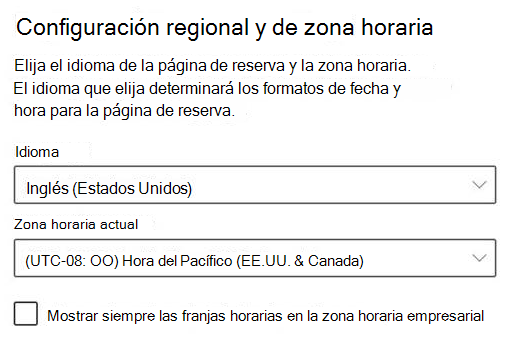 Configuración regional y de zona horaria
Elija el idioma de la página de reserva y la zona horaria.
El idioma que elija determinará los formatos de fecha y
hora para la página de reserva.
Idioma
Inglés (Estados Unidos)
Zona horaria actual
(UTC-08: OO) Hora del Pacífico (EE.UU. & Canada)
Mostrar siempre las franjas horarias en la zona horaria empresarial